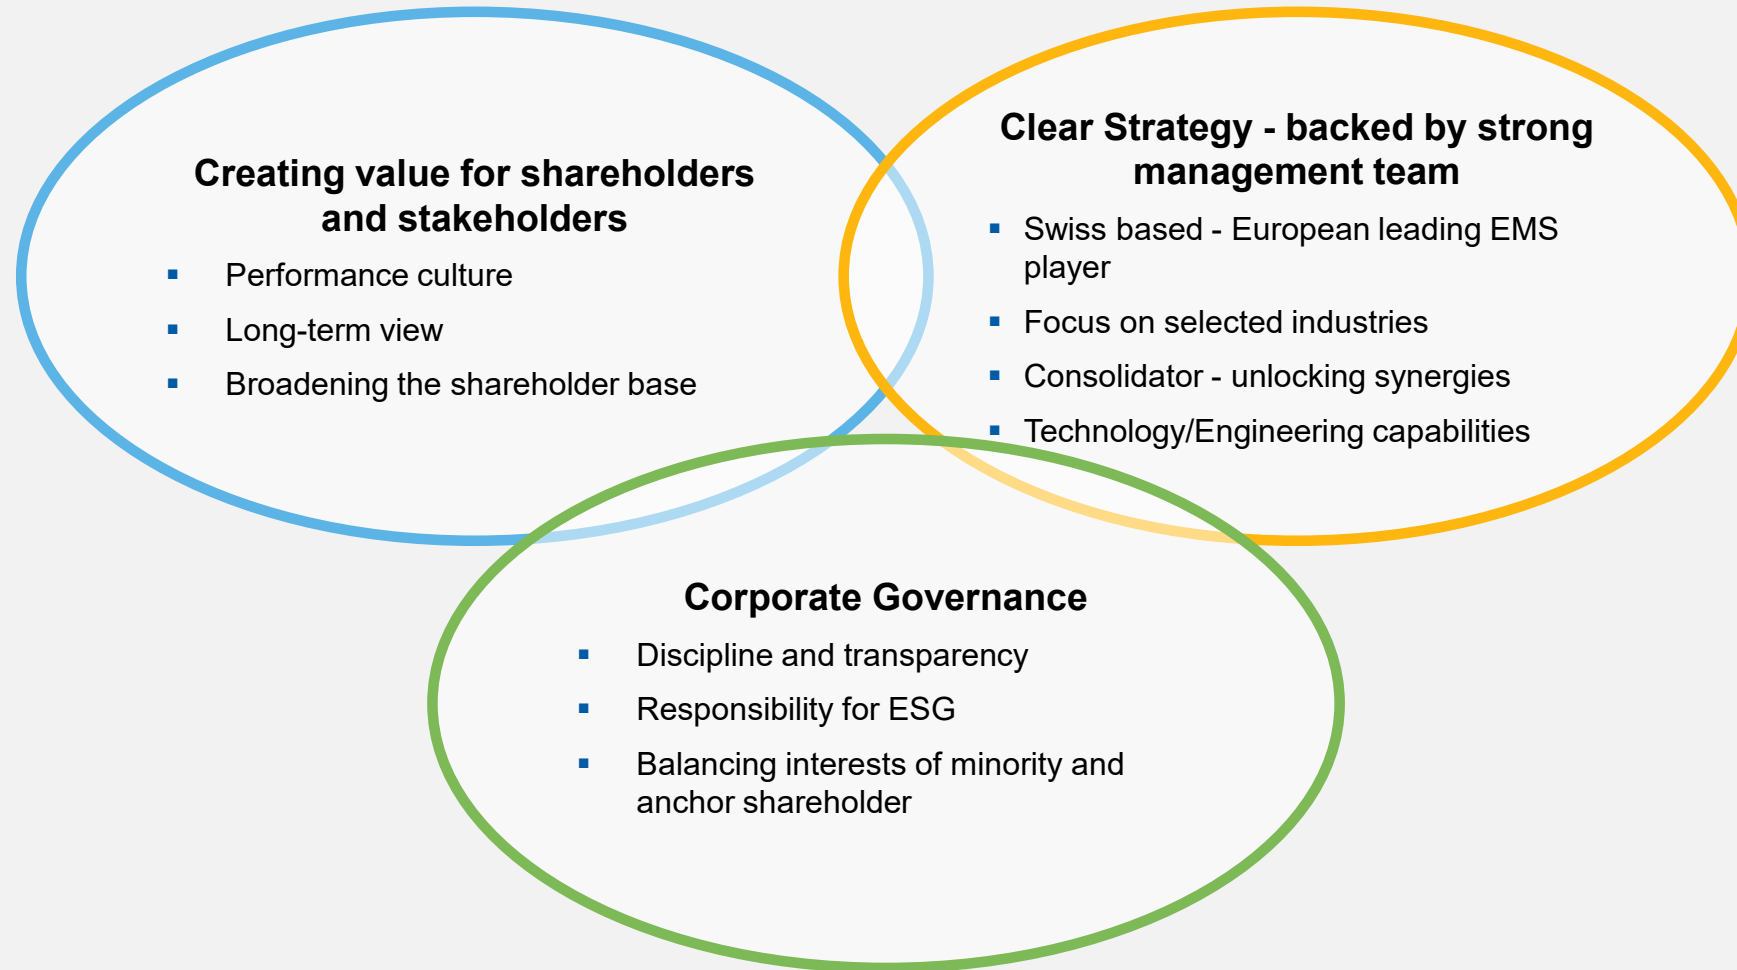 Creating value for shareholders
and stakeholders
▪ Performance culture
▪ Long-term view
▪ Broadening the shareholder base
Clear Strategy - backed by strong
management team
▪ Swiss based - European leading EMS
player
▪ Focus on selected industries
▪ Consolidator - unlocking synergies
▪ Technology/Engineering capabilities
Corporate Governance
▪ Discipline and transparency
▪ Responsibility for ESG
▪ Balancing interests of minority and
anchor shareholder